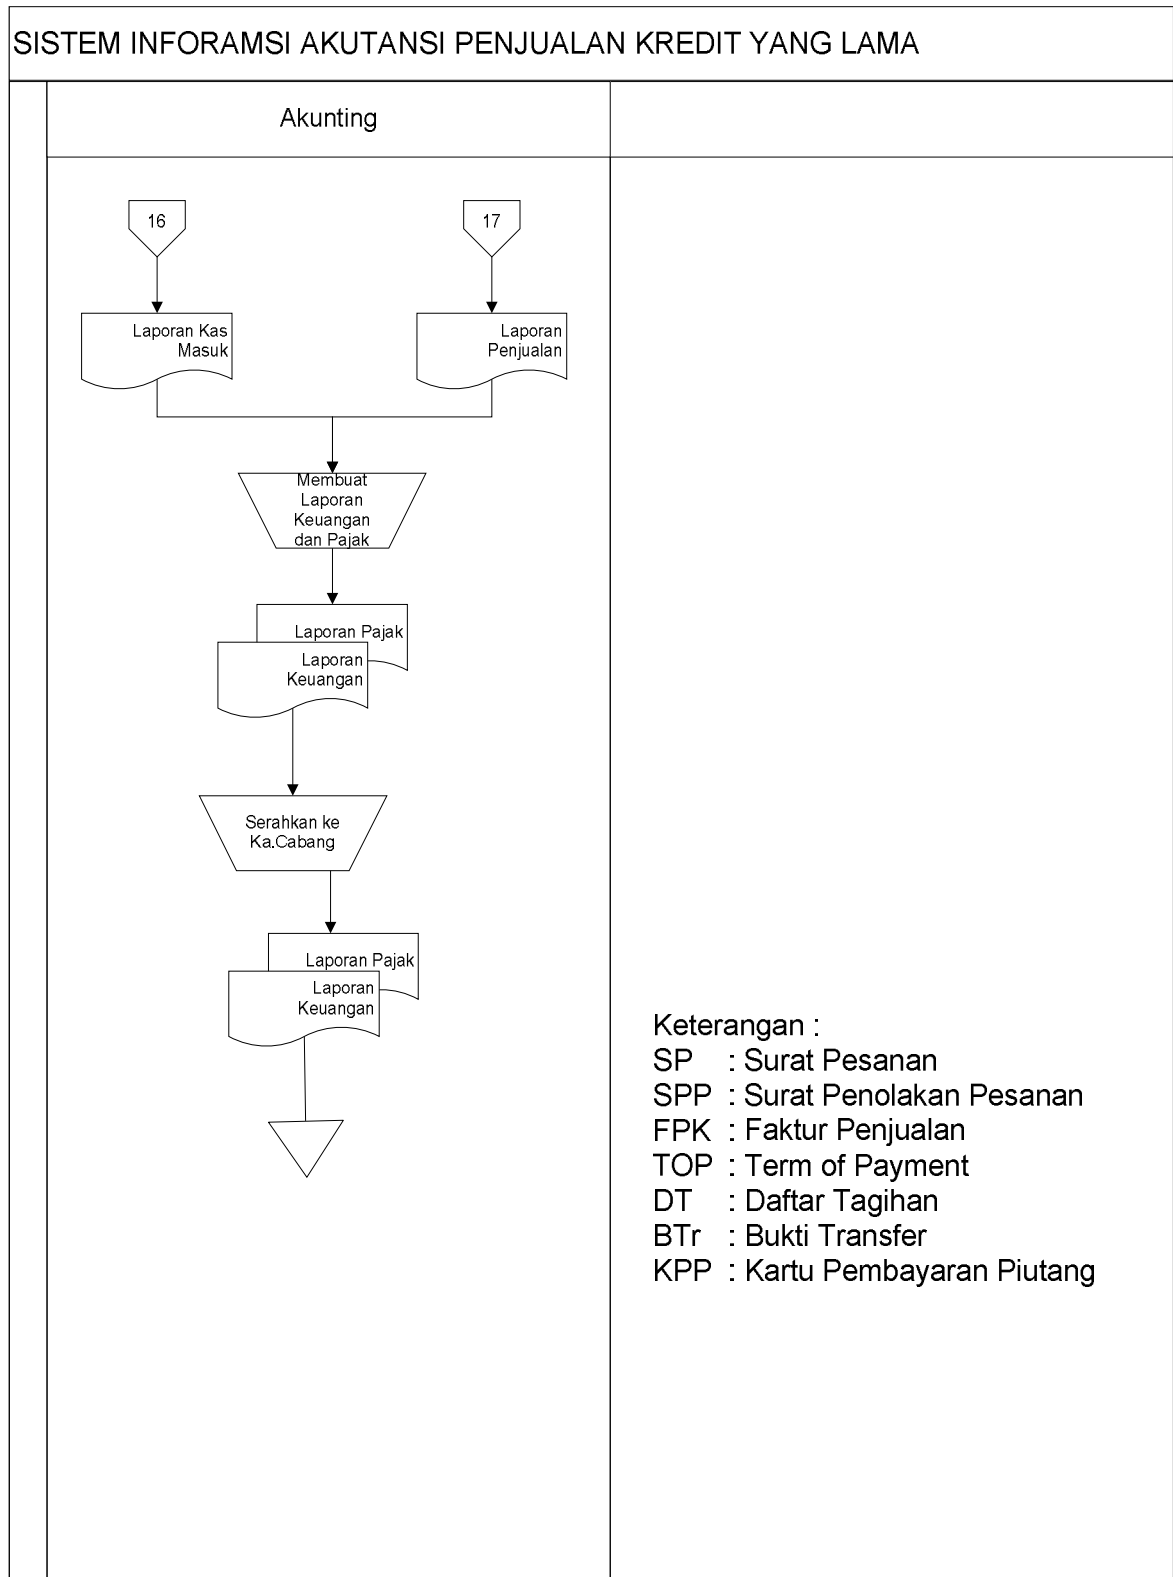 SISTEM INFORAMSI AKUTANSI PENJUALAN KREDIT YANG LAMA
Akunting
16
17
Laporan Kas
Masuk
Laporan
Penjualan
Membuat
Laporan
Keuangan
dan Pajak
Laporan Pajak
Laporan
Keuangan
Serahkan ke
Ka.Cabang
Laporan Pajak
Laporan
Keuangan
Keterangan :
SP : Surat Pesanan
SPP : Surat Penolakan Pesanan
FPK : Faktur Penjualan
TOP : Term of Payment
DT : Daftar Tagihan
BTr : Bukti Transfer
KPP : Kartu Pembayaran Piutang